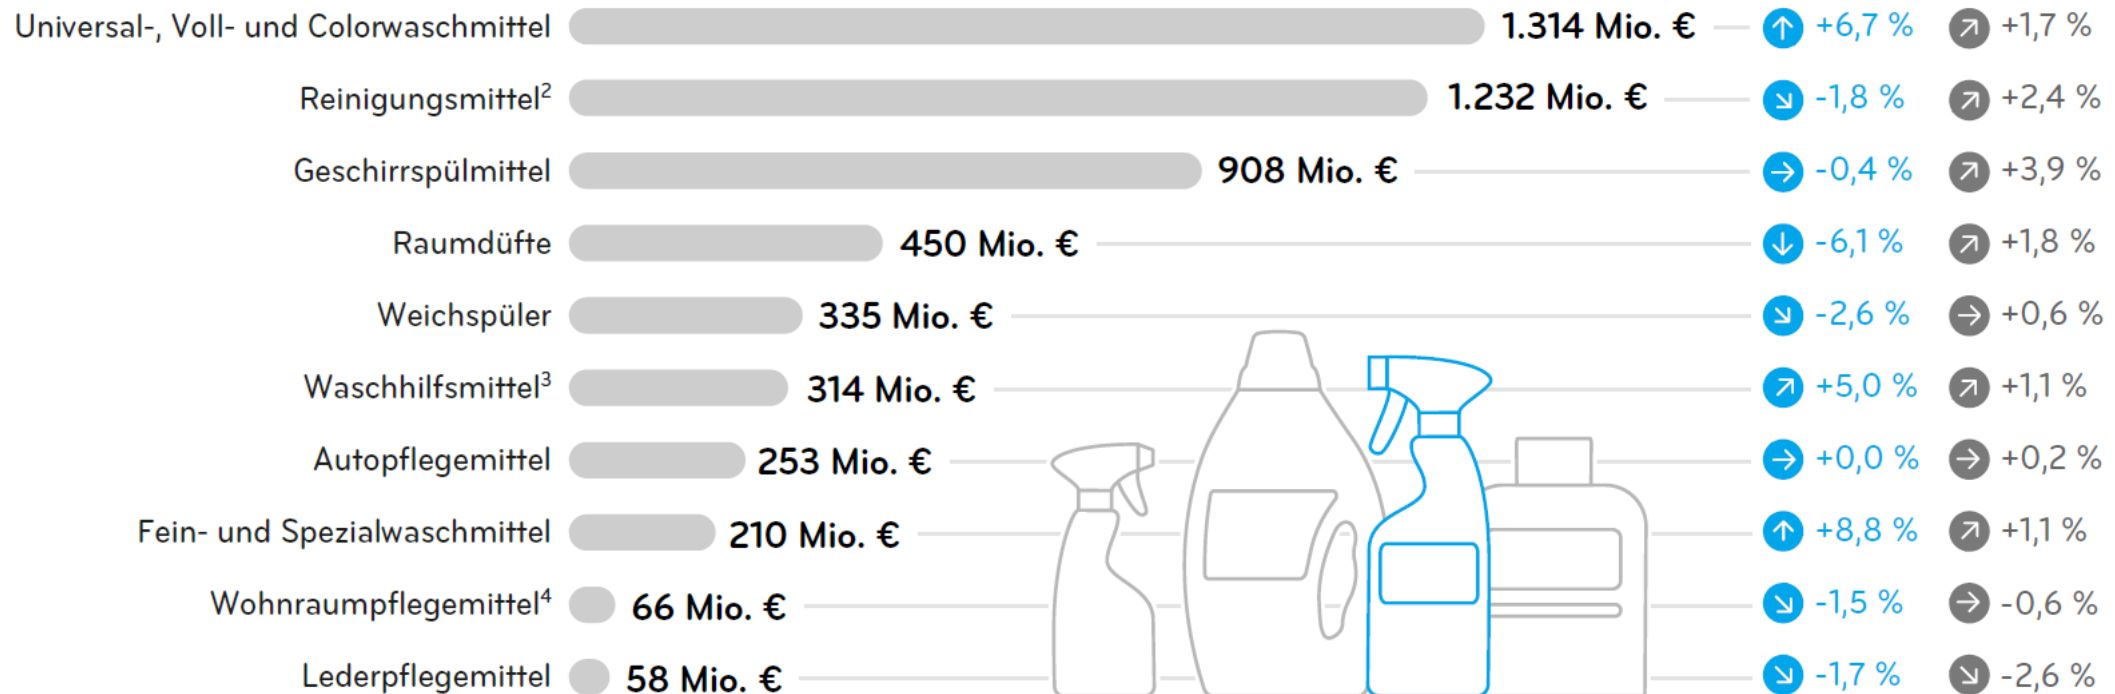 Universal-, Voll- und Colorwaschmittel 1.314 Mio. € +6,7 % +1,7 %
Reinigungsmittel² 1.232 Mio. € -1,8 % +2,4 %
Geschirrspülmittel 908 Mio. € -0,4 % +3,9 %
Raumdüfte 450 Mio. € -6,1 % +1,8 %
Weichspüler 335 Mio. € -2,6 % +0,6 %
Waschhilfsmittel³ 314 Mio. € +5,0 % +1,1 %
Autopflegemittel 253 Mio. € +0,0 % +0,2 %
Fein- und Spezialwaschmittel 210 Mio. € +8,8 % +1,1 %
Wohnraumpflegemittel⁴ 66 Mio. € -1,5 % -0,6 %
Lederpflegemittel 58 Mio. € -1,7 % -2,6 %